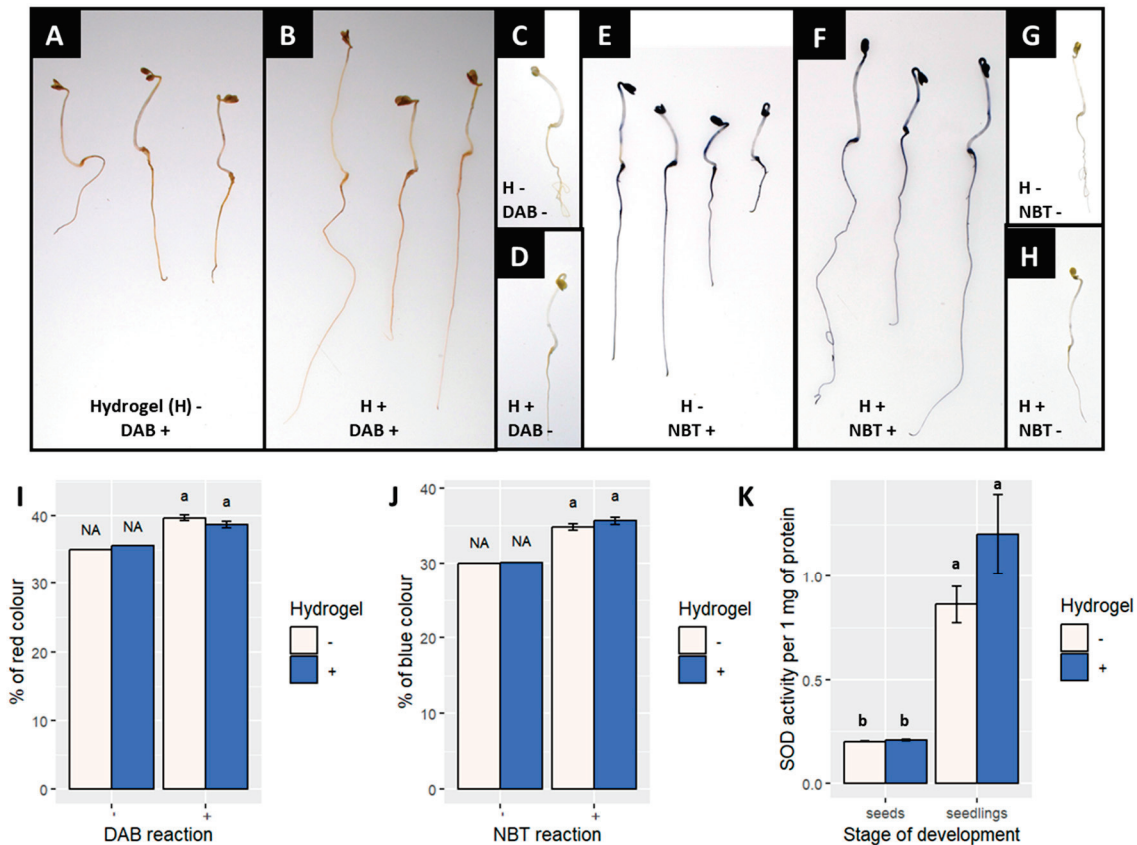 A
B
C
E
F
G
H -
DAB -
H -
NBT -
D
H
Hydrogel (H) -
DAB +
H +
DAB +
H +
DAB -
H -
NBT +
H +
NBT +
H +
NBT -
I
% of red colour
40
30
20
10
0
NA
NA
a
a
-
+
DAB reaction
Hydrogel
-
+
J
% of blue colour
40
30
20
10
0
NA
NA
a
a
-
+
NBT reaction
Hydrogel
-
+
K
SOD activity per 1 mg of protein
1.0
0.5
0.0
b
b
a
a
seeds
seedlings
Stage of development
Hydrogel
-
+